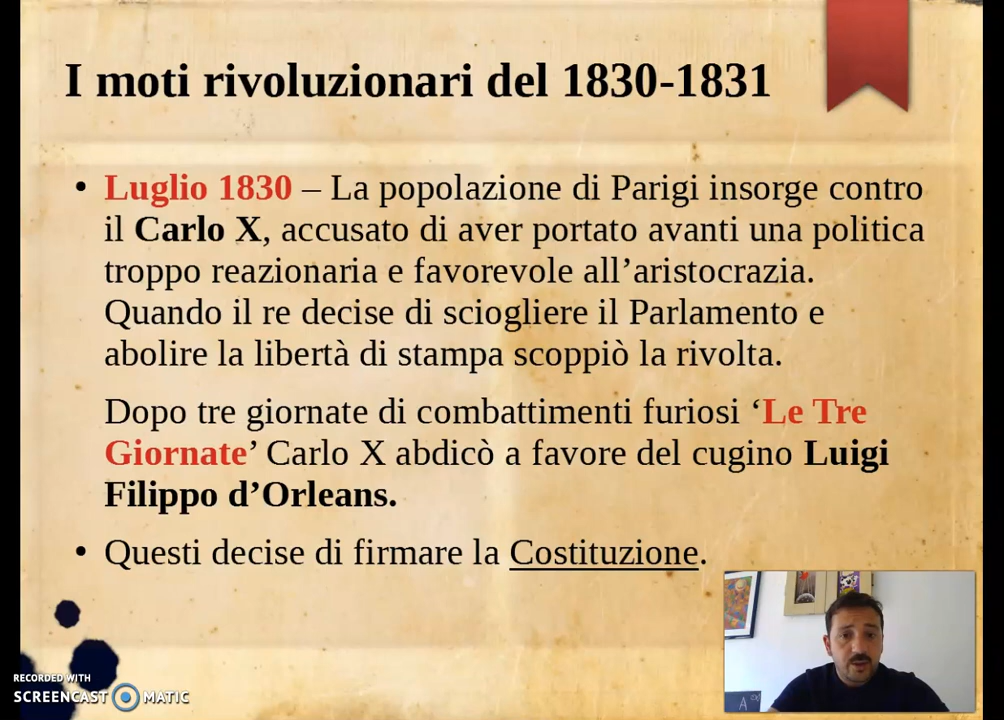 I moti rivoluzionari del 1830-1831
• Luglio 1830 – La popolazione di Parigi insorge contro
il Carlo X, accusato di aver portato avanti una politica
troppo reazionaria e favorevole all’aristocrazia.
Quando il re decise di sciogliere il Parlamento e
abolire la libertà di stampa scoppiò la rivolta.
Dopo tre giornate di combattimenti furiosi ‘Le Tre
Giornate’ Carlo X abdicò a favore del cugino Luigi
Filippo d’Orleans.
• Questi decise di firmare la Costituzione.
RECORDED WITH
SCREENCAST MATIC
A